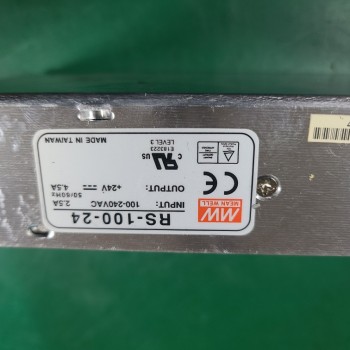 MW
MEAN WELL
RS-100-24
INPUT: 100-240VAC 2.5A
50/60Hz
OUTPUT: +24V 4.5A
CE
C UL US
E183223
LEVEL 3
MADE IN TAIWAN